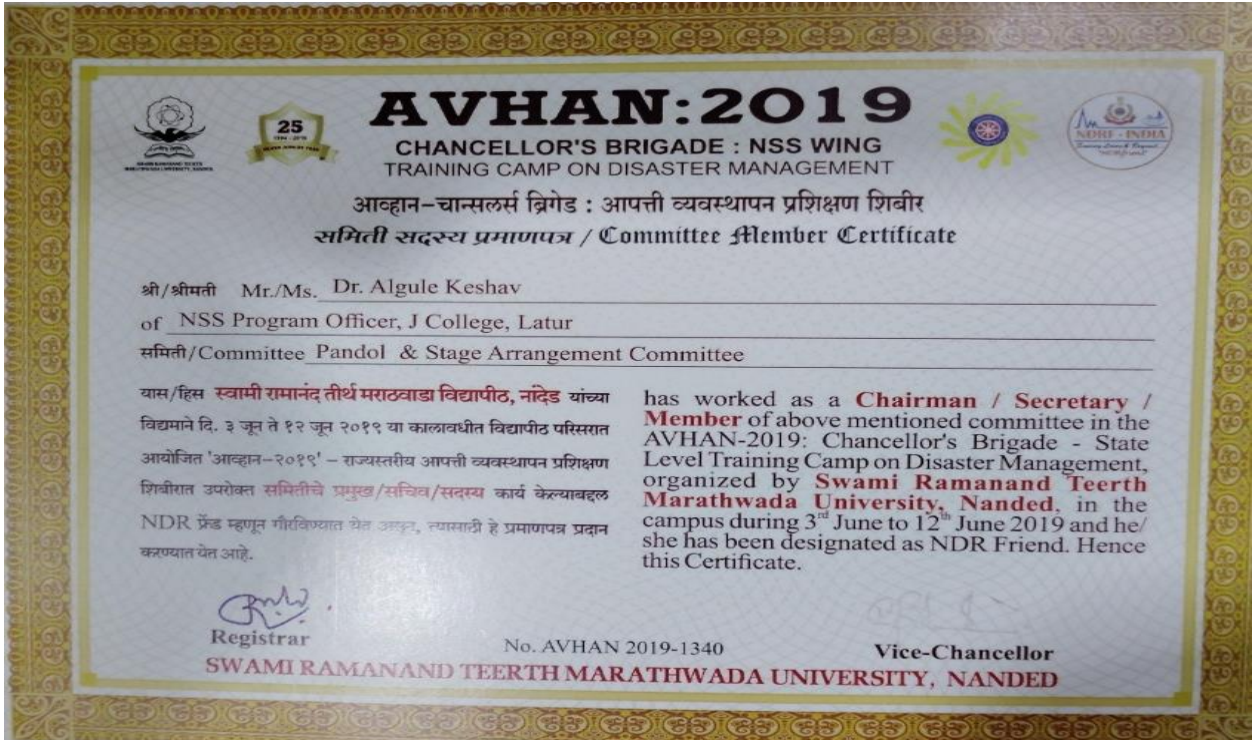 AVHAN:2019
CHANCELLOR'S BRIGADE : NSS WING
TRAINING CAMP ON DISASTER MANAGEMENT
आव्हान-चान्सलर्स ब्रिगेड : आपत्ती व्यवस्थापन प्रशिक्षण शिबीर
समिती सदस्य प्रमाणपत्र / Committee Member Certificate
25
NDRF - INDIA
श्री/श्रीमती Mr./Ms. Dr. Algule Keshav
of NSS Program Officer, J College, Latur
समिती/Committee Pandol & Stage Arrangement Committee
यास/हिस स्वामी रामानंद तीर्थ मराठवाडा विद्यापीठ, नांदेड यांच्या
विद्यमाने दि. ३ जून ते १२ जून २०१९ या कालावधीत विद्यापीठ परिसरात
आयोजित 'आव्हान-२०१९' - राज्यस्तरीय आपत्ती व्यवस्थापन प्रशिक्षण
शिबीरात उपरोक्त समितीचे प्रमुख/सचिव/सदस्य कार्य केल्याबद्दल
NDR फ्रेंड म्हणून गौरविण्यात येत असून, त्यासाठी हे प्रमाणपत्र प्रदान
करण्यात येत आहे.
has worked as a Chairman / Secretary /
Member of above mentioned committee in the
AVHAN-2019: Chancellor's Brigade - State
Level Training Camp on Disaster Management,
organized by Swami Ramanand Teerth
Marathwada University, Nanded, in the
campus during 3rd June to 12th June 2019 and he/
she has been designated as NDR Friend. Hence
this Certificate.
Registrar
No. AVHAN 2019-1340
Vice-Chancellor
SWAMI RAMANAND TEERTH MARATHWADA UNIVERSITY, NANDED